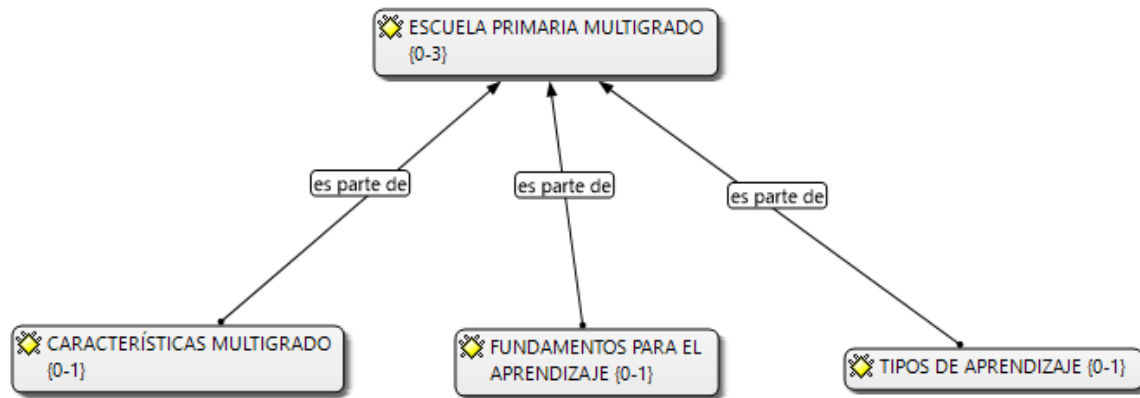 ESCUELA PRIMARIA MULTIGRADO
{0-3}
es parte de
es parte de
es parte de
CARACTERÍSTICAS MULTIGRADO
{0-1}
FUNDAMENTOS PARA EL
APRENDIZAJE {0-1}
TIPOS DE APRENDIZAJE {0-1}